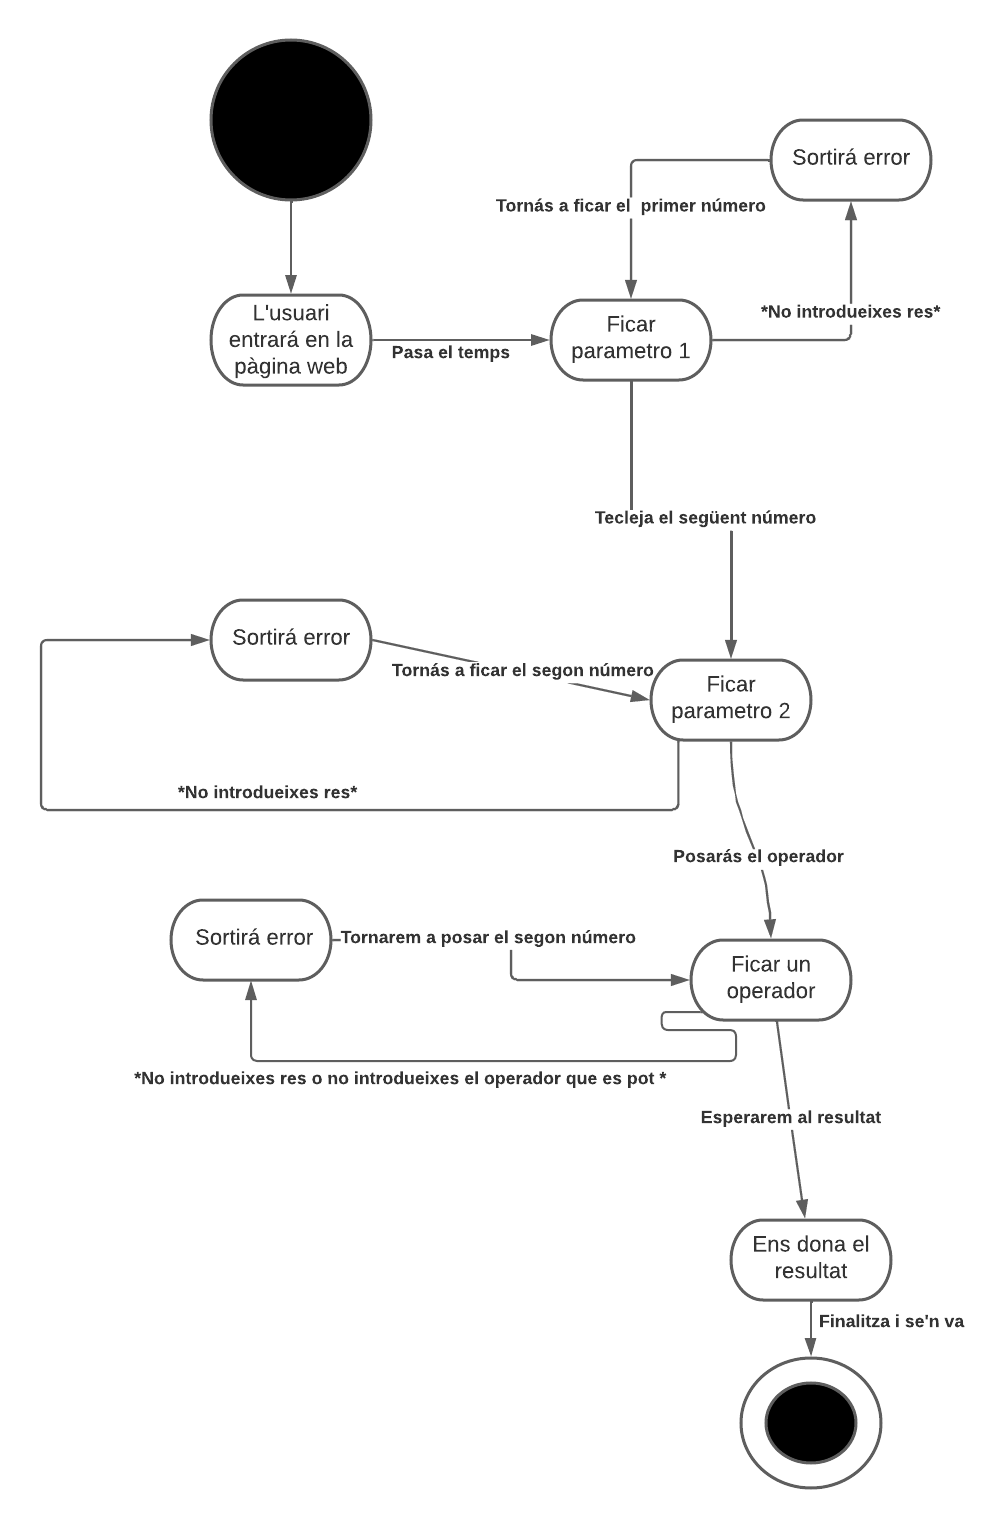 Sortirá error
Tornás a ficar el  primer número
*No introdueixes res*
L'usuari
entrará en la
pàgina web
Pasa el temps
Ficar
parametro 1
Tecleja el següent número
Sortirá error
Tornás a ficar el segon número
Ficar
parametro 2
*No introdueixes res*
Posarás el operador
Sortirá error
Tornarem a posar el segon número
Ficar un
operador
*No introdueixes res o no introdueixes el operador que es pot *
Esperarem al resultat
Ens dona el
resultat
Finalitza i se'n va